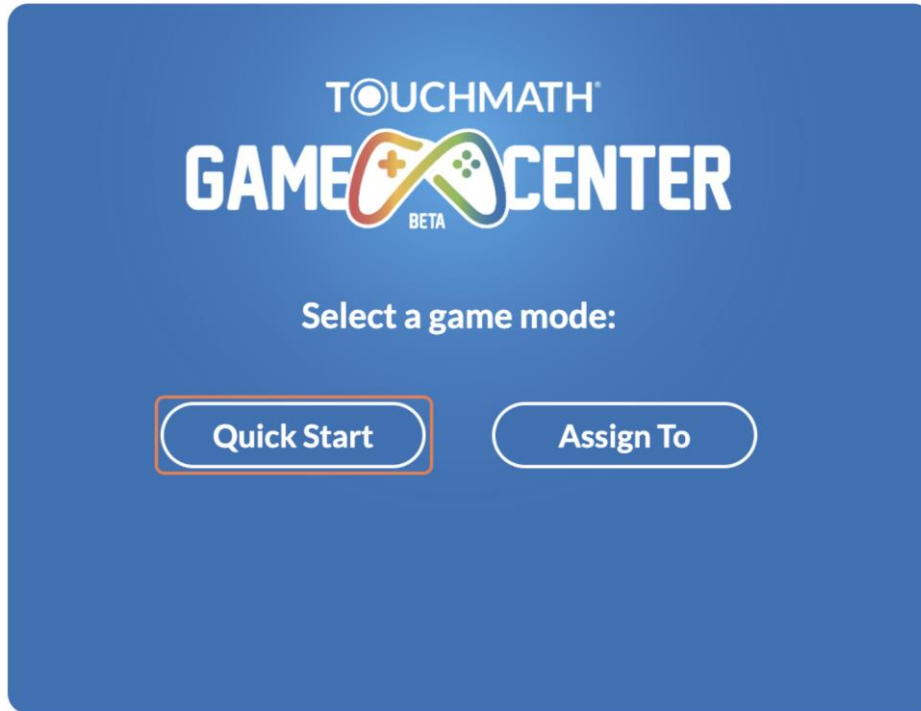 TOUCHMATH®
GAME CENTER
BETA
Select a game mode:
Quick Start
Assign To